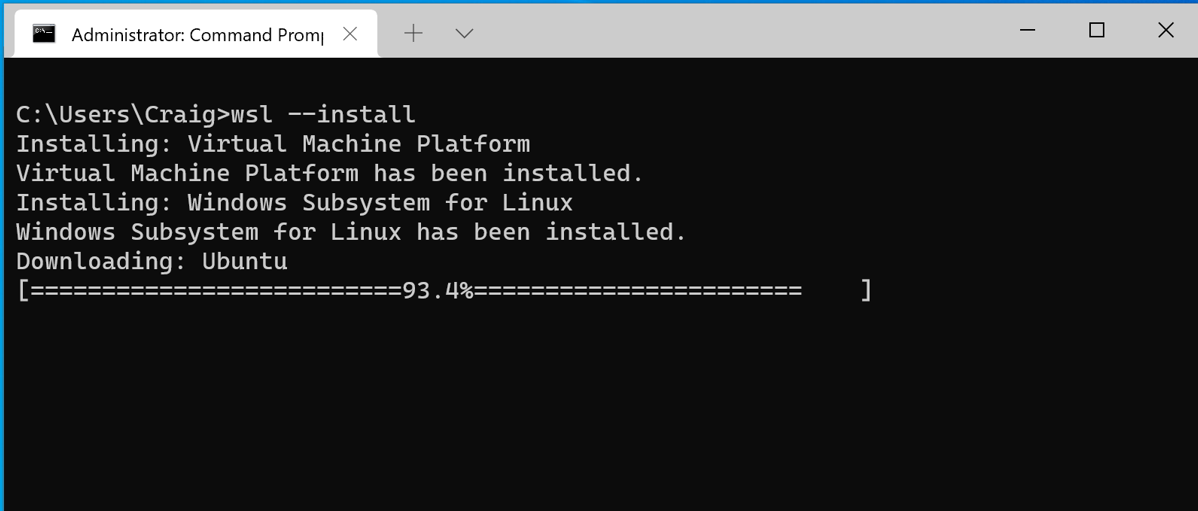 Administrator: Command Promp
C:\Users\Craig>wsl --install
Installing: Virtual Machine Platform
Virtual Machine Platform has been installed.
Installing: Windows Subsystem for Linux
Windows Subsystem for Linux has been installed.
Downloading: Ubuntu
[==========================93.4%=======================    ]